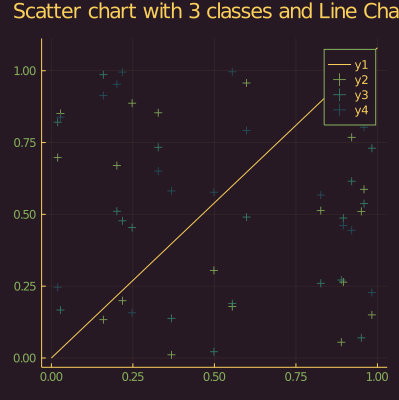 Scatter chart with 3 classes and Line Cha
1.00
0.75
0.50
0.25
0.00
0.00 0.25 0.50 0.75 1.00
y1
y2
y3
y4